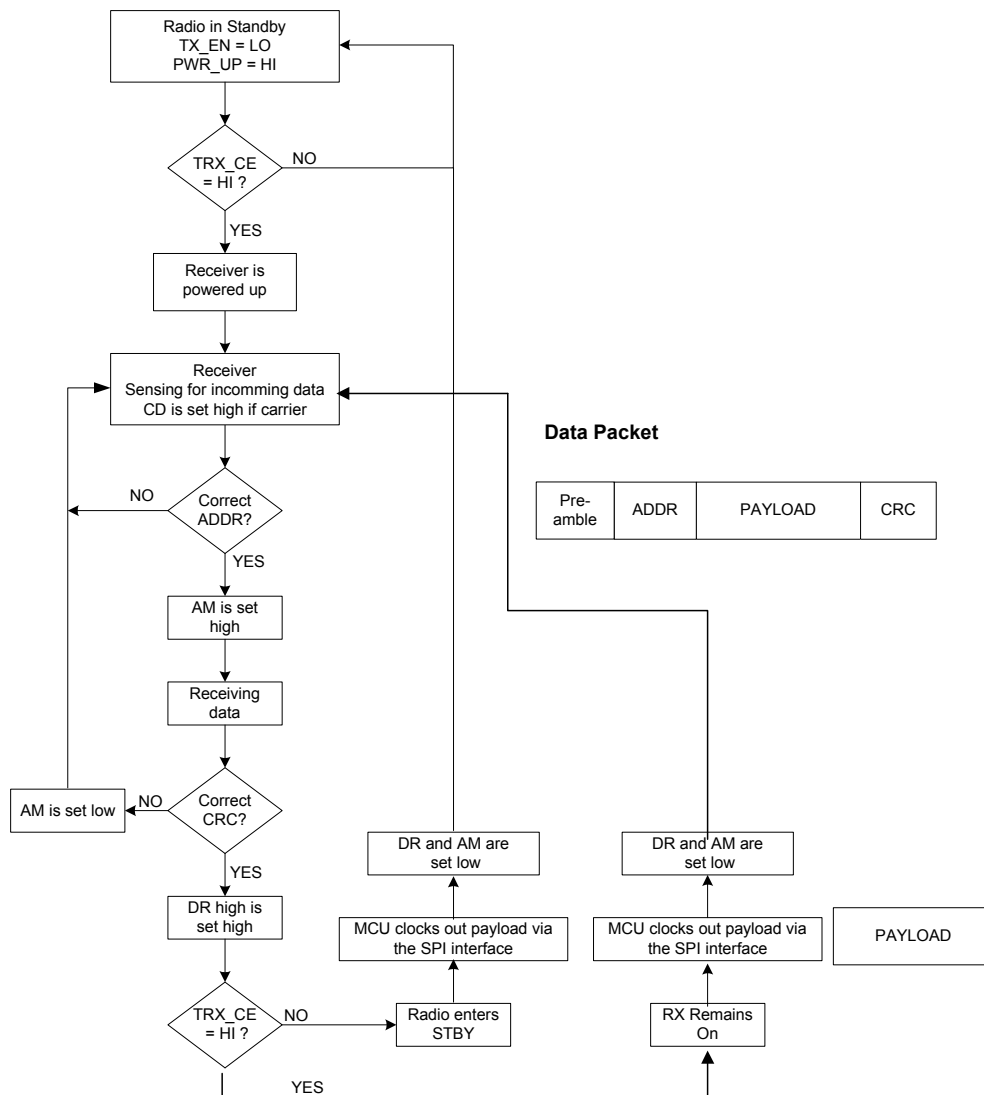 Radio in Standby
TX_EN = LO
PWR_UP = HI
TRX_CE
= HI ?
NO
YES
Receiver is
powered up
Receiver
Sensing for incomming data
CD is set high if carrier
Data Packet
Pre-
amble
ADDR
PAYLOAD
CRC
NO
Correct
ADDR?
YES
AM is set
high
Receiving
data
AM is set low
NO
Correct
CRC?
YES
DR high is
set high
DR and AM are
set low
DR and AM are
set low
MCU clocks out payload via
the SPI interface
MCU clocks out payload via
the SPI interface
PAYLOAD
TRX_CE
= HI ?
NO
Radio enters
STBY
RX Remains
On
YES